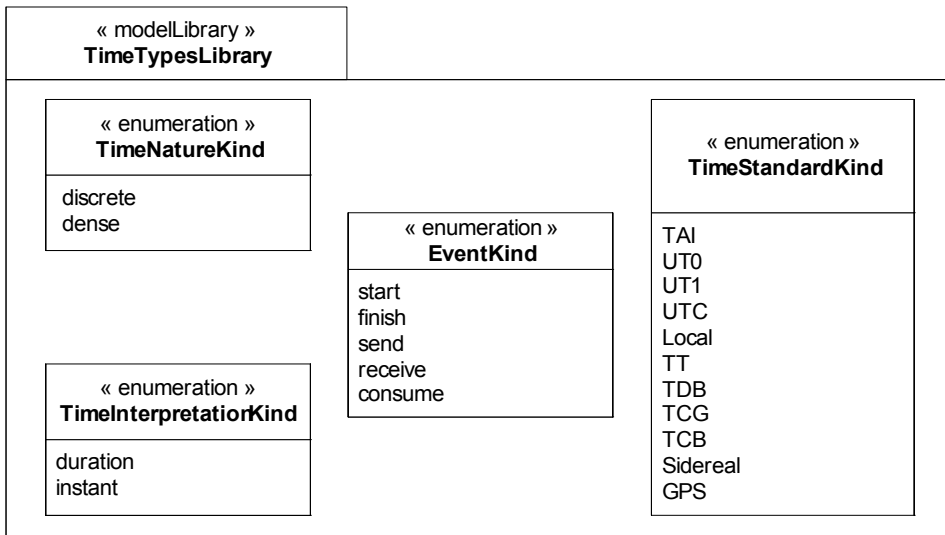 « modelLibrary »
TimeTypesLibrary
« enumeration »
TimeNatureKind
discrete
dense
« enumeration »
TimeInterpretationKind
duration
instant
« enumeration »
EventKind
start
finish
send
receive
consume
« enumeration »
TimeStandardKind
TAI
UT0
UT1
UTC
Local
TT
TDB
TCG
TCB
Sidereal
GPS